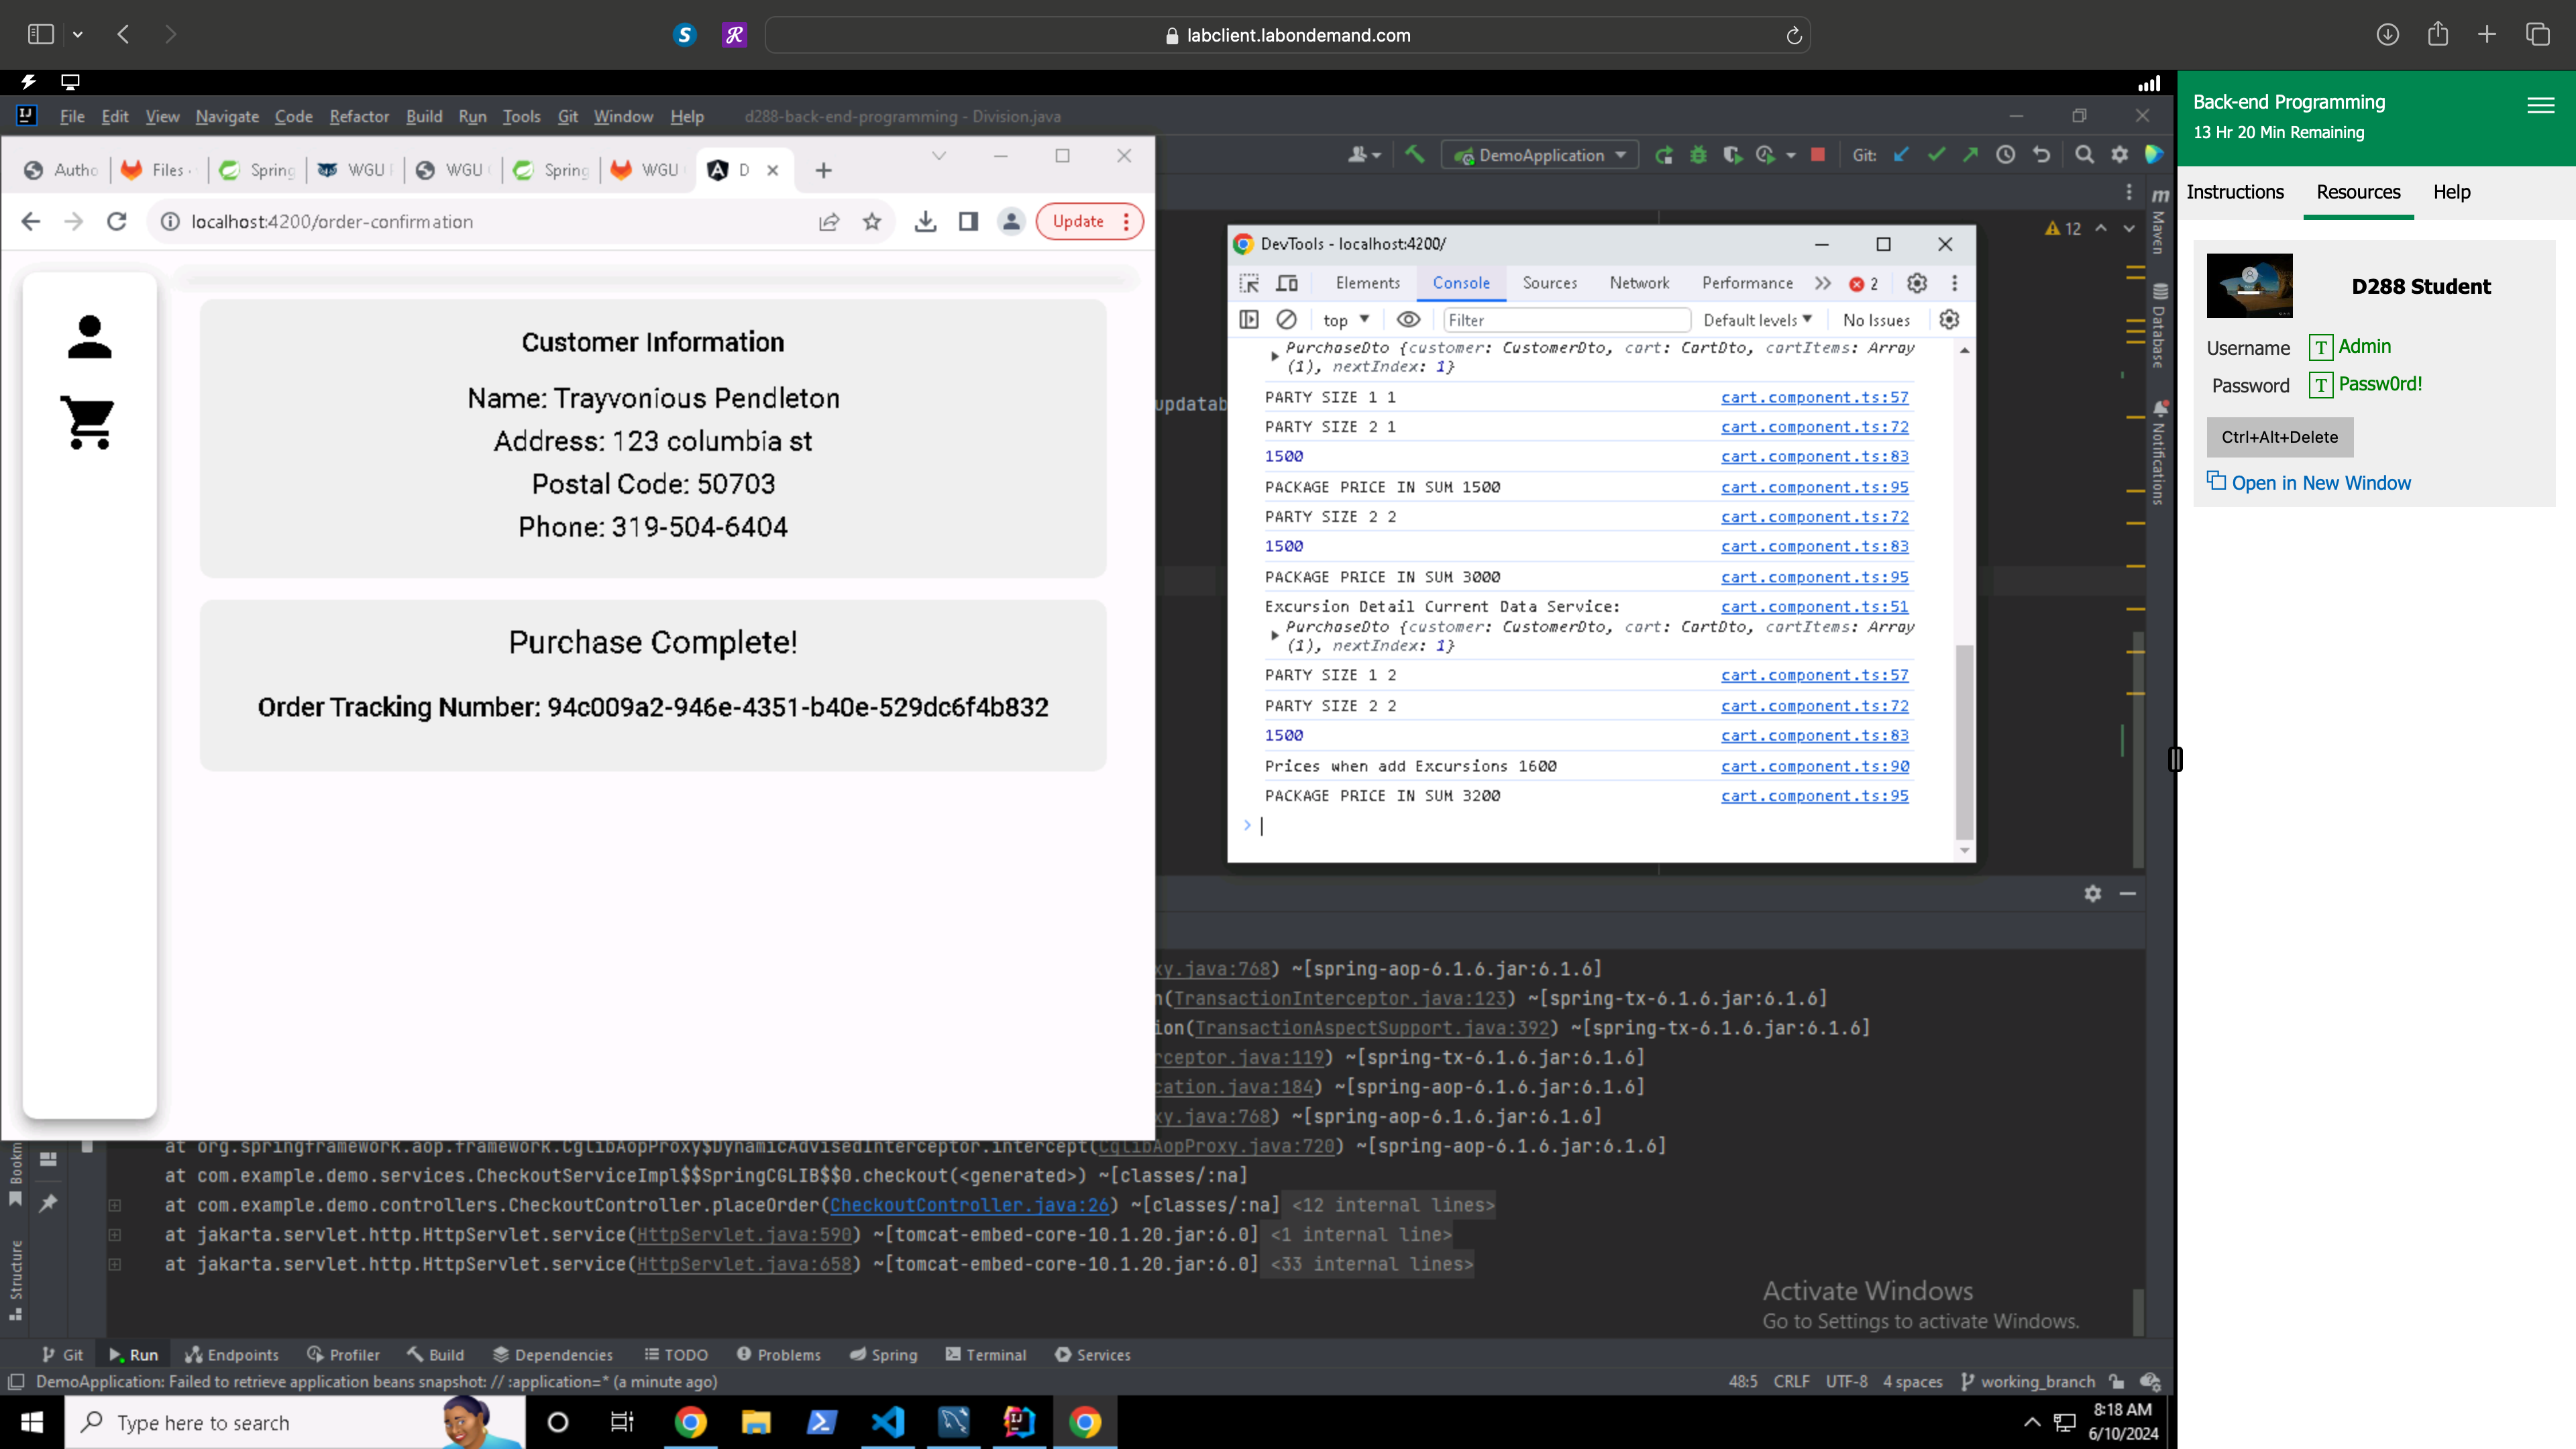 labclient.labondemand.com
File Edit View Navigate Code Refactor Build Run Tools Git Window Help d288-back-end-programming - Division.java
Autho Files - Spring WGU WGU Spring WGU D
DemoApplication Git:
localhost:4200/order-confirmation
Update
12
Maven
Database
Notifications
Customer Information
Name: Trayvonious Pendleton
Address: 123 columbia st
Postal Code: 50703
Phone: 319-504-6404
Purchase Complete!
Order Tracking Number: 94c009a2-946e-4351-b40e-529dc6f4b832
updatab
DevTools - localhost:4200/
Elements Console Sources Network Performance 2
top Filter Default levels No Issues
PurchaseDto {customer: CustomerDto, cart: CartDto, cartItems: Array
(1), nextIndex: 1}
PARTY SIZE 1 1 cart.component.ts:57
PARTY SIZE 2 1 cart.component.ts:72
1500 cart.component.ts:83
PACKAGE PRICE IN SUM 1500 cart.component.ts:95
PARTY SIZE 2 2 cart.component.ts:72
1500 cart.component.ts:83
PACKAGE PRICE IN SUM 3000 cart.component.ts:95
Excursion Detail Current Data Service: cart.component.ts:51
PurchaseDto {customer: CustomerDto, cart: CartDto, cartItems: Array
(1), nextIndex: 1}
PARTY SIZE 1 2 cart.component.ts:57
PARTY SIZE 2 2 cart.component.ts:72
1500 cart.component.ts:83
Prices when add Excursions 1600 cart.component.ts:90
PACKAGE PRICE IN SUM 3200 cart.component.ts:95
>
xy.java:768) ~[spring-aop-6.1.6.jar:6.1.6]
n(TransactionInterceptor.java:123) ~[spring-tx-6.1.6.jar:6.1.6]
ion(TransactionAspectSupport.java:392) ~[spring-tx-6.1.6.jar:6.1.6]
rceptor.java:119) ~[spring-tx-6.1.6.jar:6.1.6]
cation.java:184) ~[spring-aop-6.1.6.jar:6.1.6]
xy.java:768) ~[spring-aop-6.1.6.jar:6.1.6]
at org.springframework.aop.framework.CglibAopProxy$DynamicAdvisedInterceptor.intercept(CglibAopProxy.java:720) ~[spring-aop-6.1.6.jar:6.1.6]
at com.example.demo.services.CheckoutServiceImpl$$SpringCGLIB$$0.checkout(<generated>) ~[classes/:na]
at com.example.demo.controllers.CheckoutController.placeOrder(CheckoutController.java:26) ~[classes/:na] <12 internal lines>
at jakarta.servlet.http.HttpServlet.service(HttpServlet.java:590) ~[tomcat-embed-core-10.1.20.jar:6.0] <1 internal line>
at jakarta.servlet.http.HttpServlet.service(HttpServlet.java:658) ~[tomcat-embed-core-10.1.20.jar:6.0] <33 internal lines>
Bookm
Structure
Activate Windows
Go to Settings to activate Windows.
Git Run Endpoints Profiler Build Dependencies TODO Problems Spring Terminal Services
DemoApplication: Failed to retrieve application beans snapshot: // :application=* (a minute ago) 48:5 CRLF UTF-8 4 spaces working_branch
Type here to search
8:18 AM
6/10/2024
Back-end Programming
13 Hr 20 Min Remaining
Instructions Resources Help
D288 Student
Username T Admin
Password T Passw0rd!
Ctrl+Alt+Delete
Open in New Window